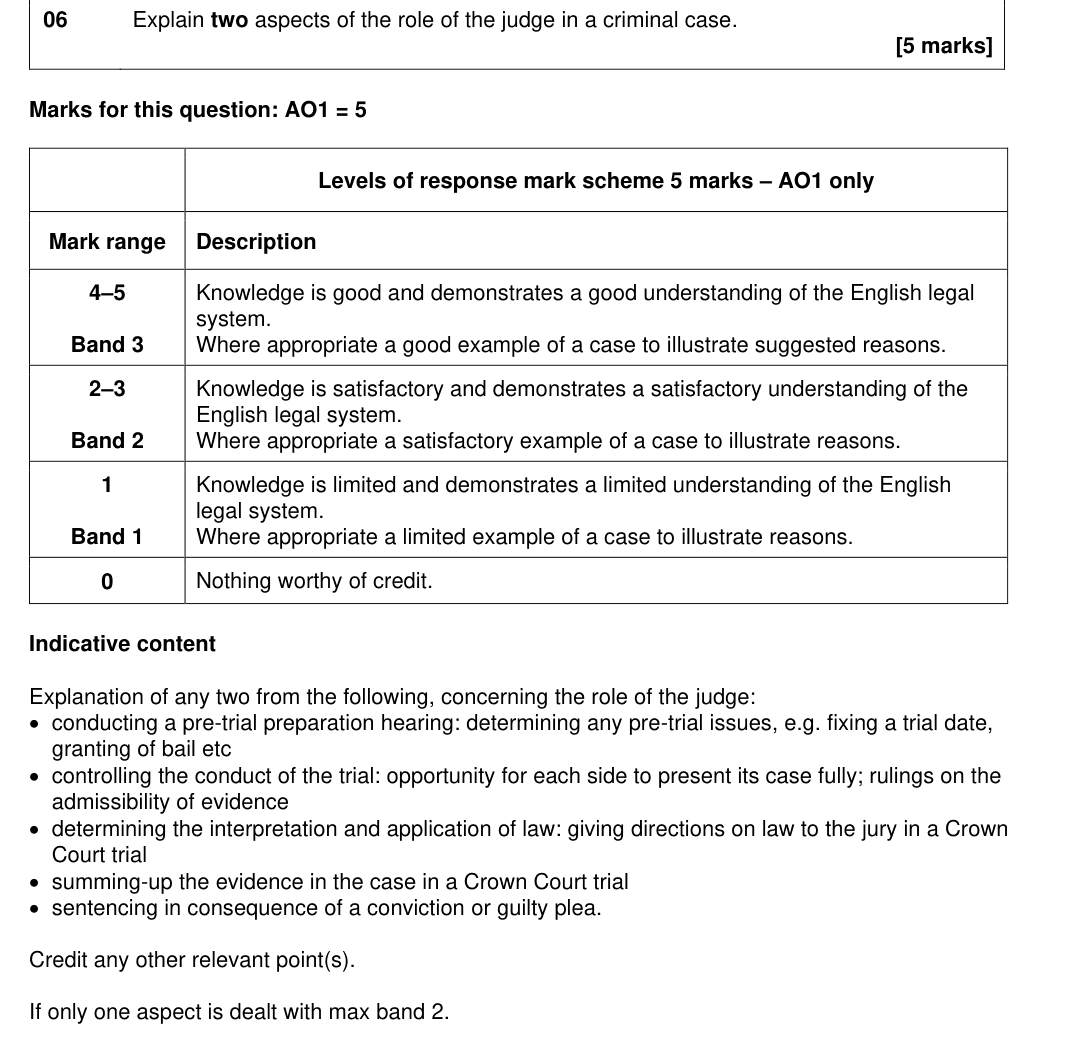 06 Explain two aspects of the role of the judge in a criminal case.
[5 marks]
Marks for this question: AO1 = 5
Levels of response mark scheme 5 marks – AO1 only
Mark range Description
4–5 Knowledge is good and demonstrates a good understanding of the English legal
system.
Band 3 Where appropriate a good example of a case to illustrate suggested reasons.
2–3 Knowledge is satisfactory and demonstrates a satisfactory understanding of the
English legal system.
Band 2 Where appropriate a satisfactory example of a case to illustrate reasons.
1 Knowledge is limited and demonstrates a limited understanding of the English
legal system.
Band 1 Where appropriate a limited example of a case to illustrate reasons.
0 Nothing worthy of credit.
Indicative content
Explanation of any two from the following, concerning the role of the judge:
• conducting a pre-trial preparation hearing: determining any pre-trial issues, e.g. fixing a trial date,
granting of bail etc
• controlling the conduct of the trial: opportunity for each side to present its case fully; rulings on the
admissibility of evidence
• determining the interpretation and application of law: giving directions on law to the jury in a Crown
Court trial
• summing-up the evidence in the case in a Crown Court trial
• sentencing in consequence of a conviction or guilty plea.
Credit any other relevant point(s).
If only one aspect is dealt with max band 2.